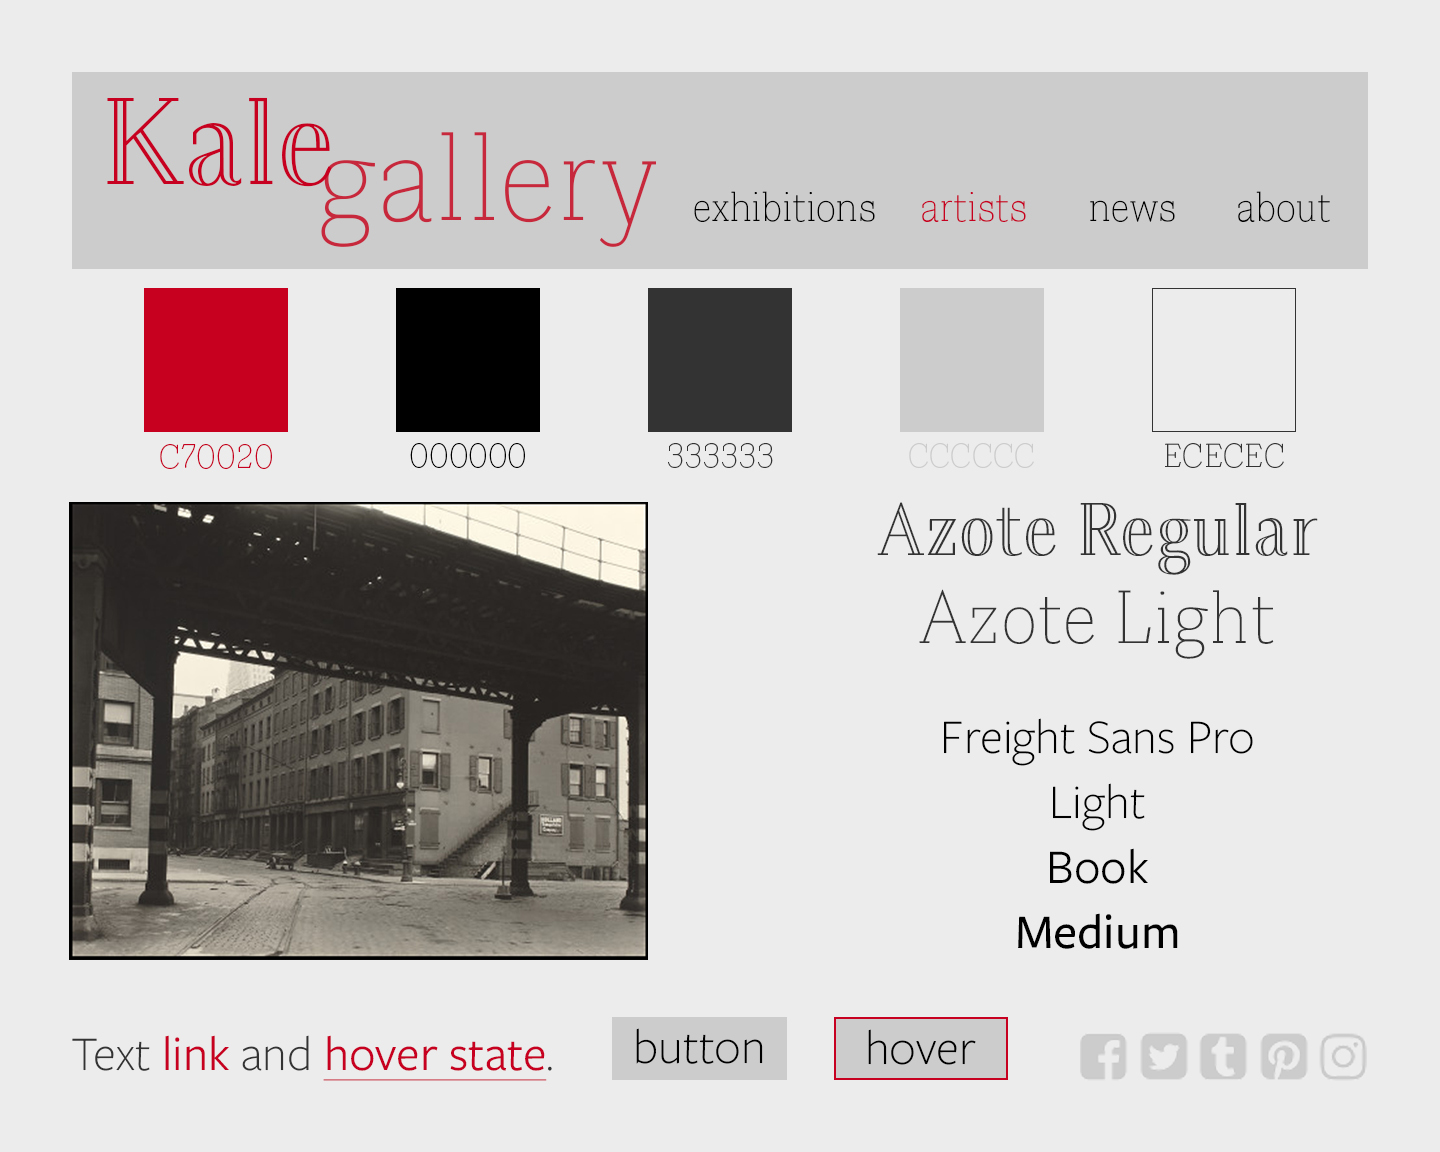 Kale
gallery
exhibitions artists news about
C70020 000000 333333 CCCCCC ECECEC
Azote Regular
Azote Light
Freight Sans Pro
Light
Book
Medium
Text link and hover state.
button
hover